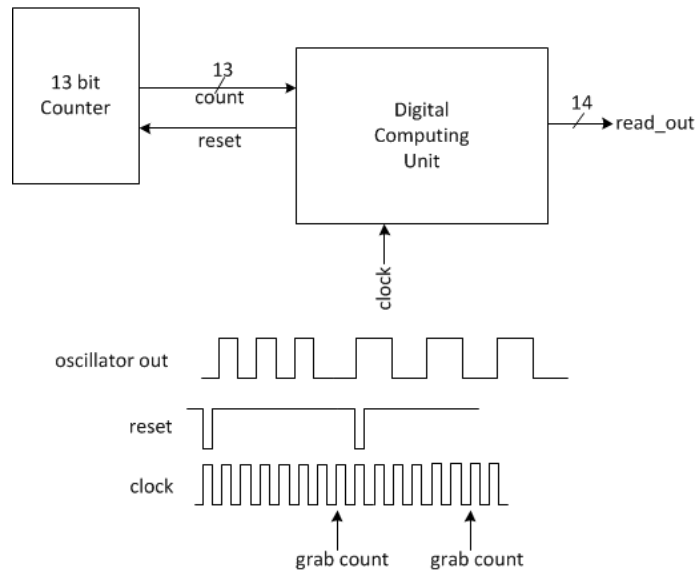 13 bit
Counter
13
count
reset
Digital
Computing
Unit
14
read_out
clock
oscillator out
reset
clock
grab count
grab count